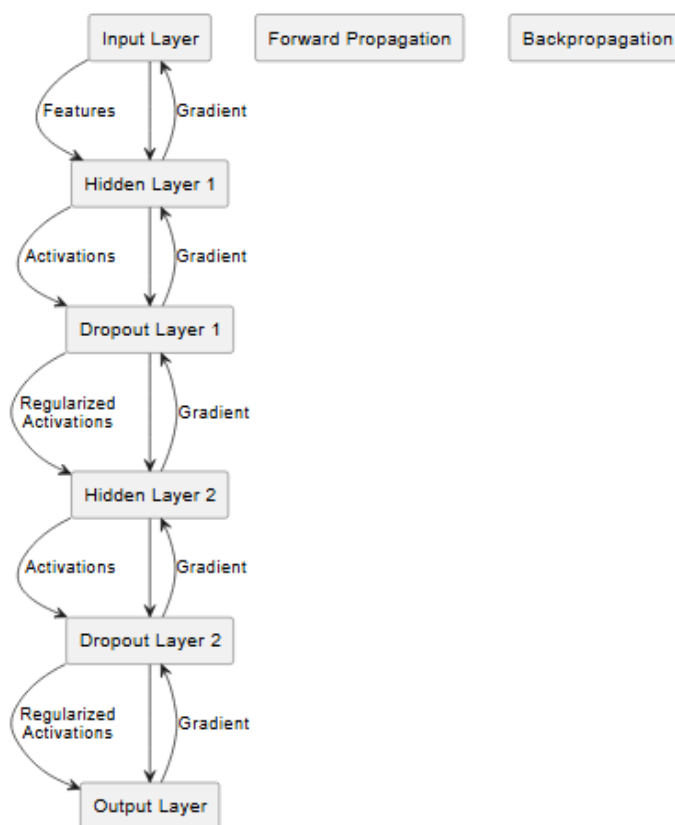 Input Layer
Forward Propagation
Backpropagation
Features
Gradient
Hidden Layer 1
Activations
Gradient
Dropout Layer 1
Regularized
Activations
Gradient
Hidden Layer 2
Activations
Gradient
Dropout Layer 2
Regularized
Activations
Gradient
Output Layer